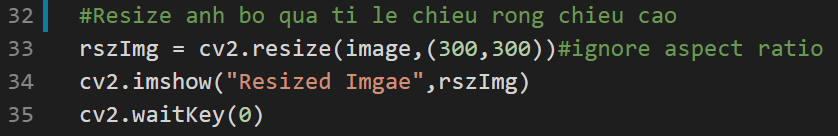 32 #Resize anh bo qua ti le chieu rong chieu cao
33 rszImg = cv2.resize(image,(300,300))#ignore aspect ratio
34 cv2.imshow("Resized Imgae",rszImg)
35 cv2.waitKey(0)